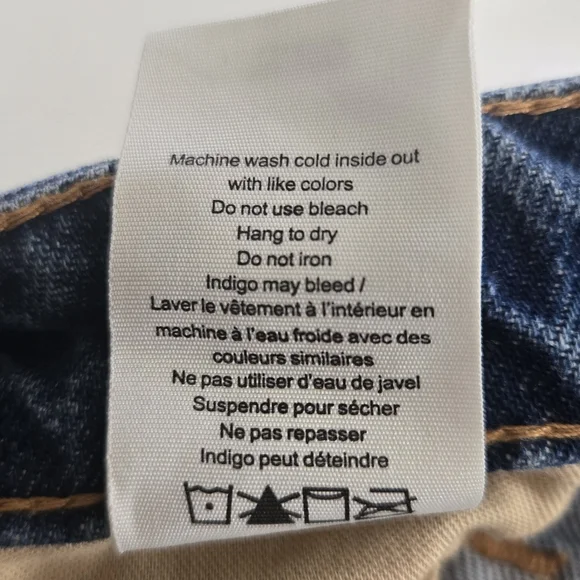 Machine wash cold inside out
with like colors
Do not use bleach
Hang to dry
Do not iron
Indigo may bleed /
Laver le vêtement à l'intérieur en
machine à l'eau froide avec des
couleurs similaires
Ne pas utiliser d'eau de javel
Suspendre pour sécher
Ne pas repasser
Indigo peut déteindre